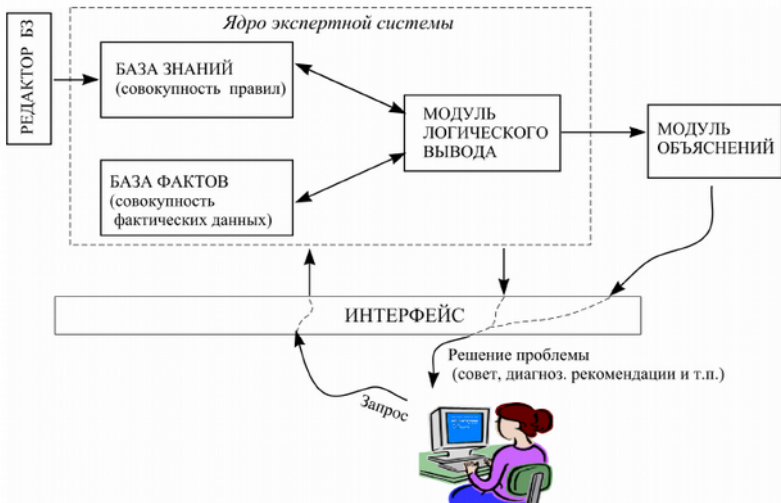 Ядро экспертной системы
РЕДАКТОР БЗ
БАЗА ЗНАНИЙ
(совокупность правил)
БАЗА ФАКТОВ
(совокупность
фактических данных)
МОДУЛЬ
ЛОГИЧЕСКОГО
ВЫВОДА
МОДУЛЬ
ОБЪЯСНЕНИЙ
ИНТЕРФЕЙС
Решение проблемы
(совет, диагноз. рекомендации и т.п.)
Запрос